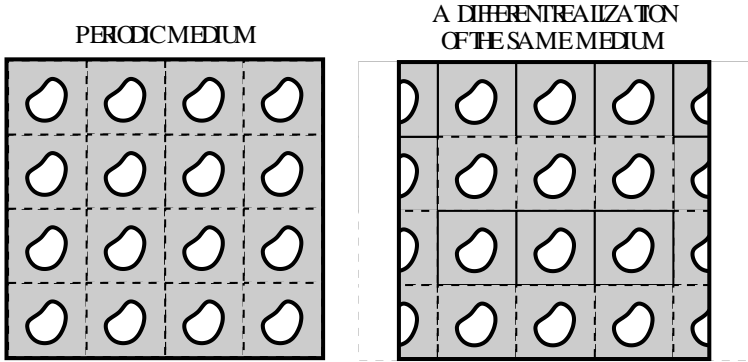 PERIODIC MEDIUM
A DIFFERENT REALIZATION
OF THE SAME MEDIUM